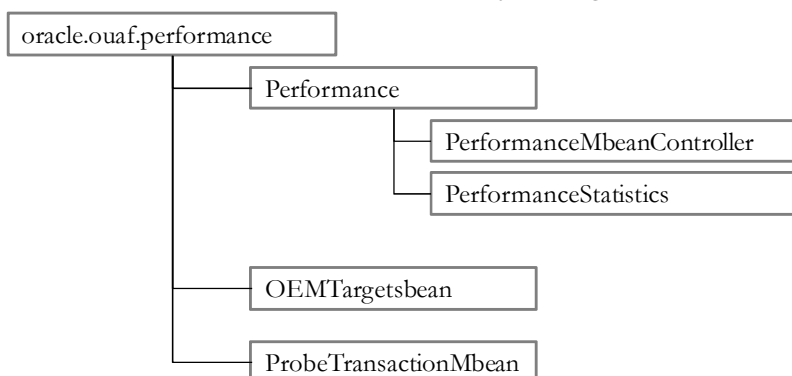 oracle.ouaf.performance
Performance
PerformanceMbeanController
PerformanceStatistics
OEMTargetsbean
ProbeTransactionMbean